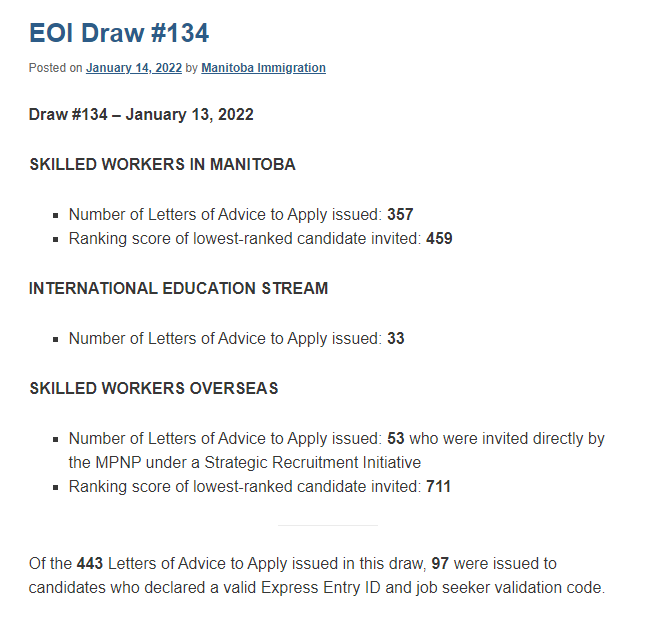 EOI Draw #134
Posted on January 14, 2022 by Manitoba Immigration
Draw #134 – January 13, 2022
SKILLED WORKERS IN MANITOBA
▪ Number of Letters of Advice to Apply issued: 357
▪ Ranking score of lowest-ranked candidate invited: 459
INTERNATIONAL EDUCATION STREAM
▪ Number of Letters of Advice to Apply issued: 33
SKILLED WORKERS OVERSEAS
▪ Number of Letters of Advice to Apply issued: 53 who were invited directly by
the MPNP under a Strategic Recruitment Initiative
▪ Ranking score of lowest-ranked candidate invited: 711
Of the 443 Letters of Advice to Apply issued in this draw, 97 were issued to
candidates who declared a valid Express Entry ID and job seeker validation code.